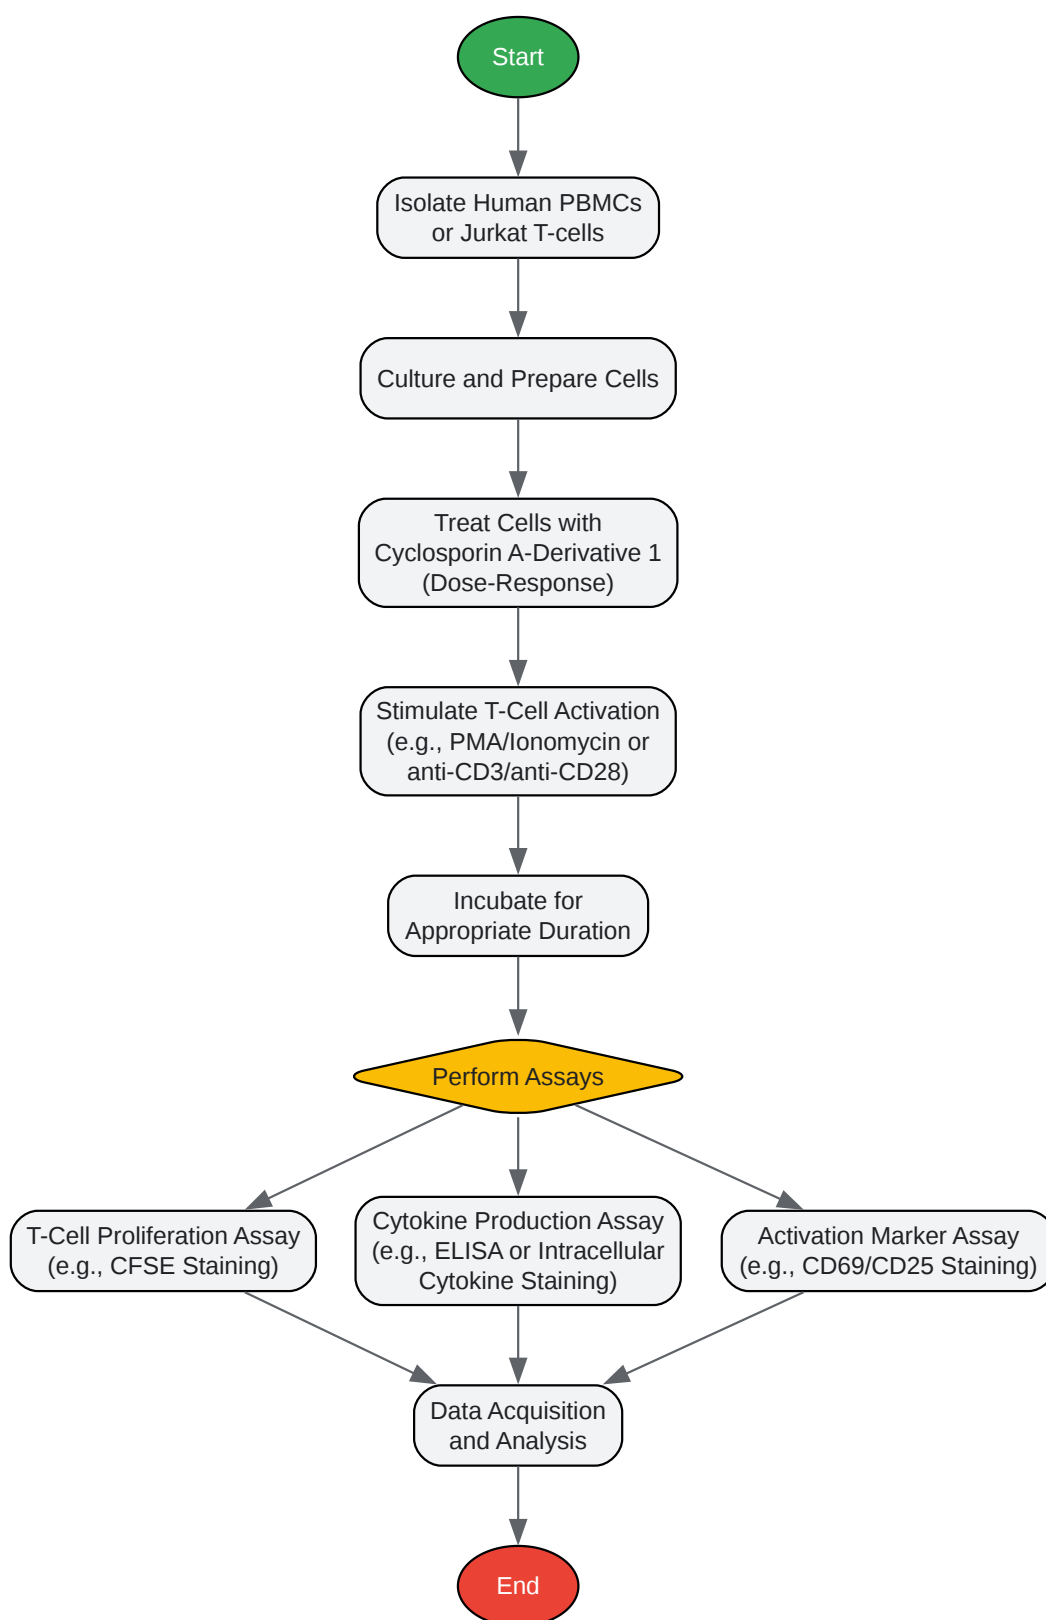 Start
Isolate Human PBMCs
or Jurkat T-cells
Culture and Prepare Cells
Treat Cells with
Cyclosporin A-Derivative 1
(Dose-Response)
Stimulate T-Cell Activation
(e.g., PMA/Ionomycin or
anti-CD3/anti-CD28)
Incubate for
Appropriate Duration
Perform Assays
T-Cell Proliferation Assay
(e.g., CFSE Staining)
Cytokine Production Assay
(e.g., ELISA or Intracellular
Cytokine Staining)
Activation Marker Assay
(e.g., CD69/CD25 Staining)
Data Acquisition
and Analysis
End